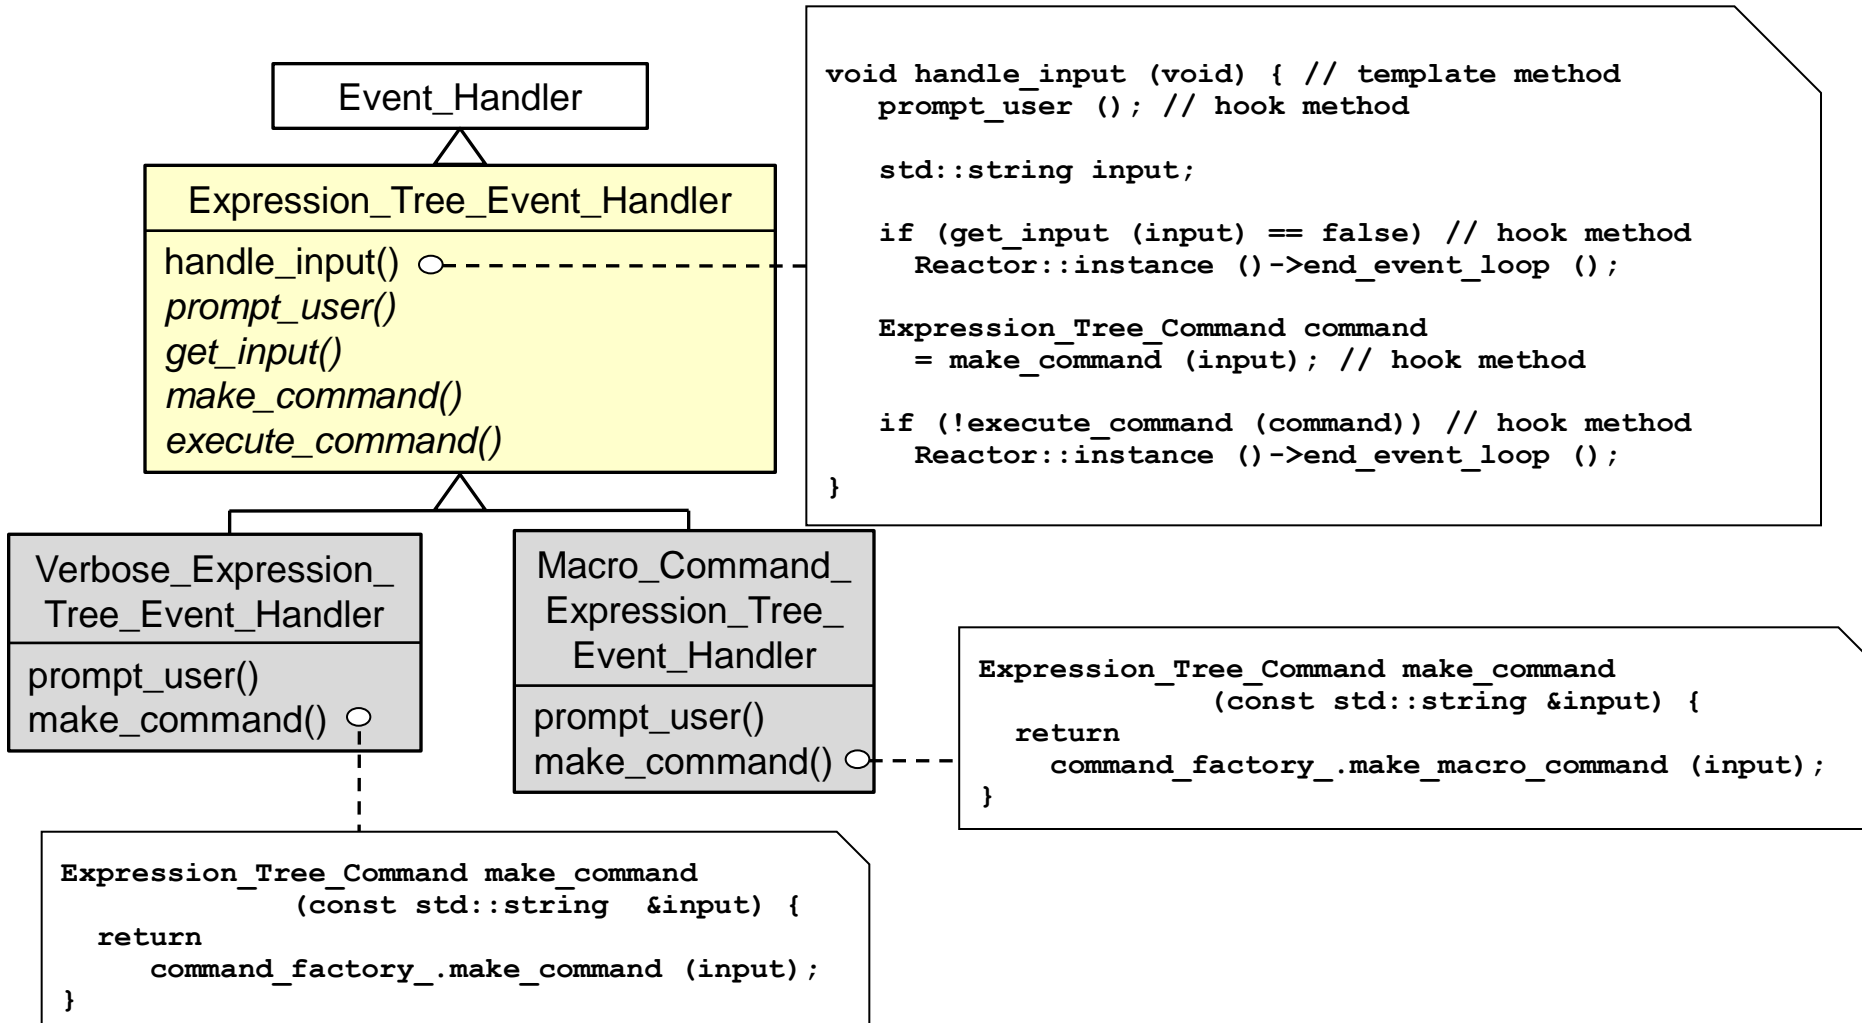 Event_Handler
Expression_Tree_Event_Handler
handle_input()
prompt_user()
get_input()
make_command()
execute_command()
void handle_input (void) { // template method
prompt_user (); // hook method
std::string input;
if (get_input (input) == false) // hook method
Reactor::instance ()->end_event_loop ();
Expression_Tree_Command command
= make_command (input); // hook method
if (!execute_command (command)) // hook method
Reactor::instance ()->end_event_loop ();
}
Verbose_Expression_
Tree_Event_Handler
prompt_user()
make_command()
Macro_Command_
Expression_Tree_
Event_Handler
prompt_user()
make_command()
Expression_Tree_Command make_command
(const std::string &input) {
return
command_factory_.make_macro_command (input);
}
Expression_Tree_Command make_command
(const std::string  &input) {
return
command_factory_.make_command (input);
}